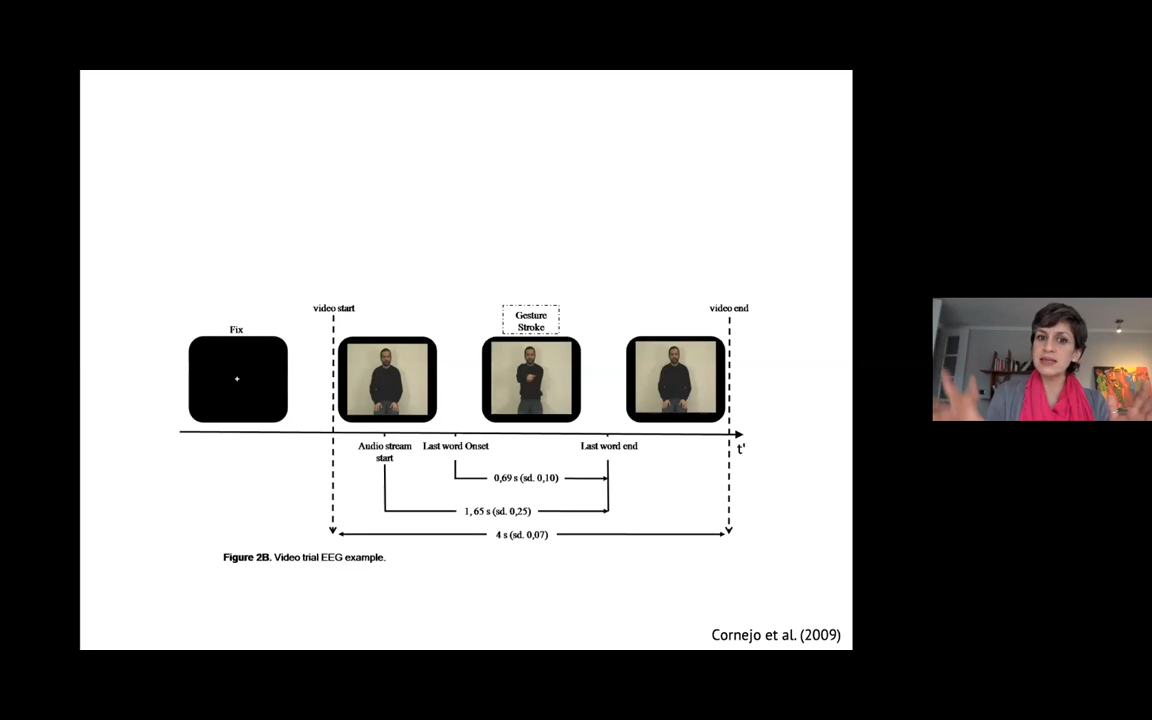 video start
Gesture
Stroke
video end
Fix
Audio stream
start
Last word Onset
Last word end
t'
0,69 s (sd. 0,10)
1, 65 s (sd. 0,25)
4 s (sd. 0,07)
Figure 2B. Video trial EEG example.
Cornejo et al. (2009)